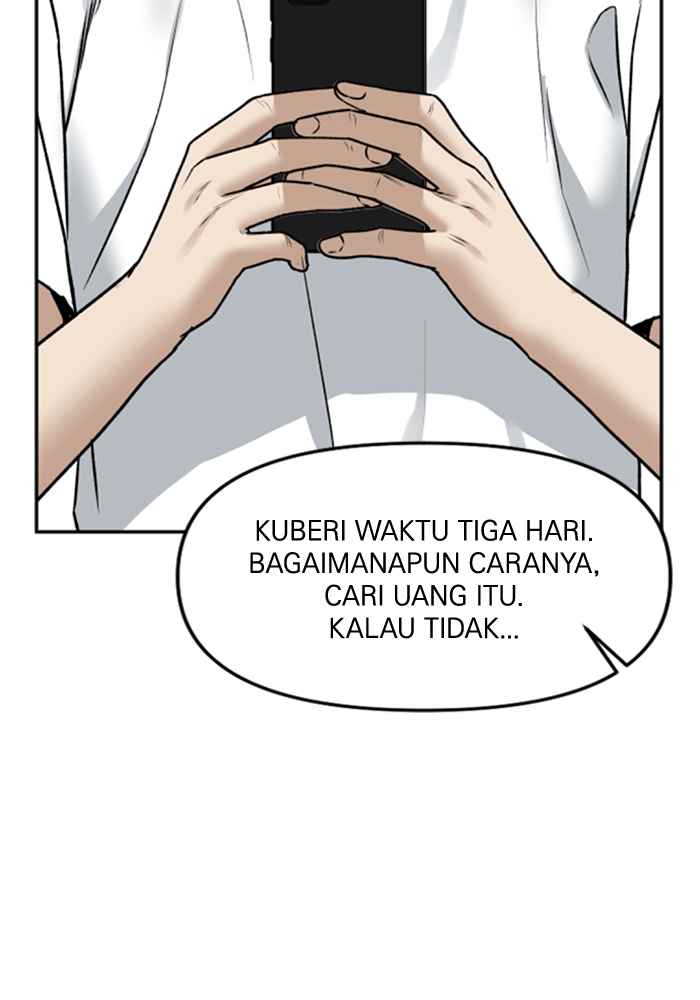 KUBERI WAKTU TIGA HARI.
BAGAIMANAPUN CARANYA,
CARI UANG ITU.
KALAU TIDAK...